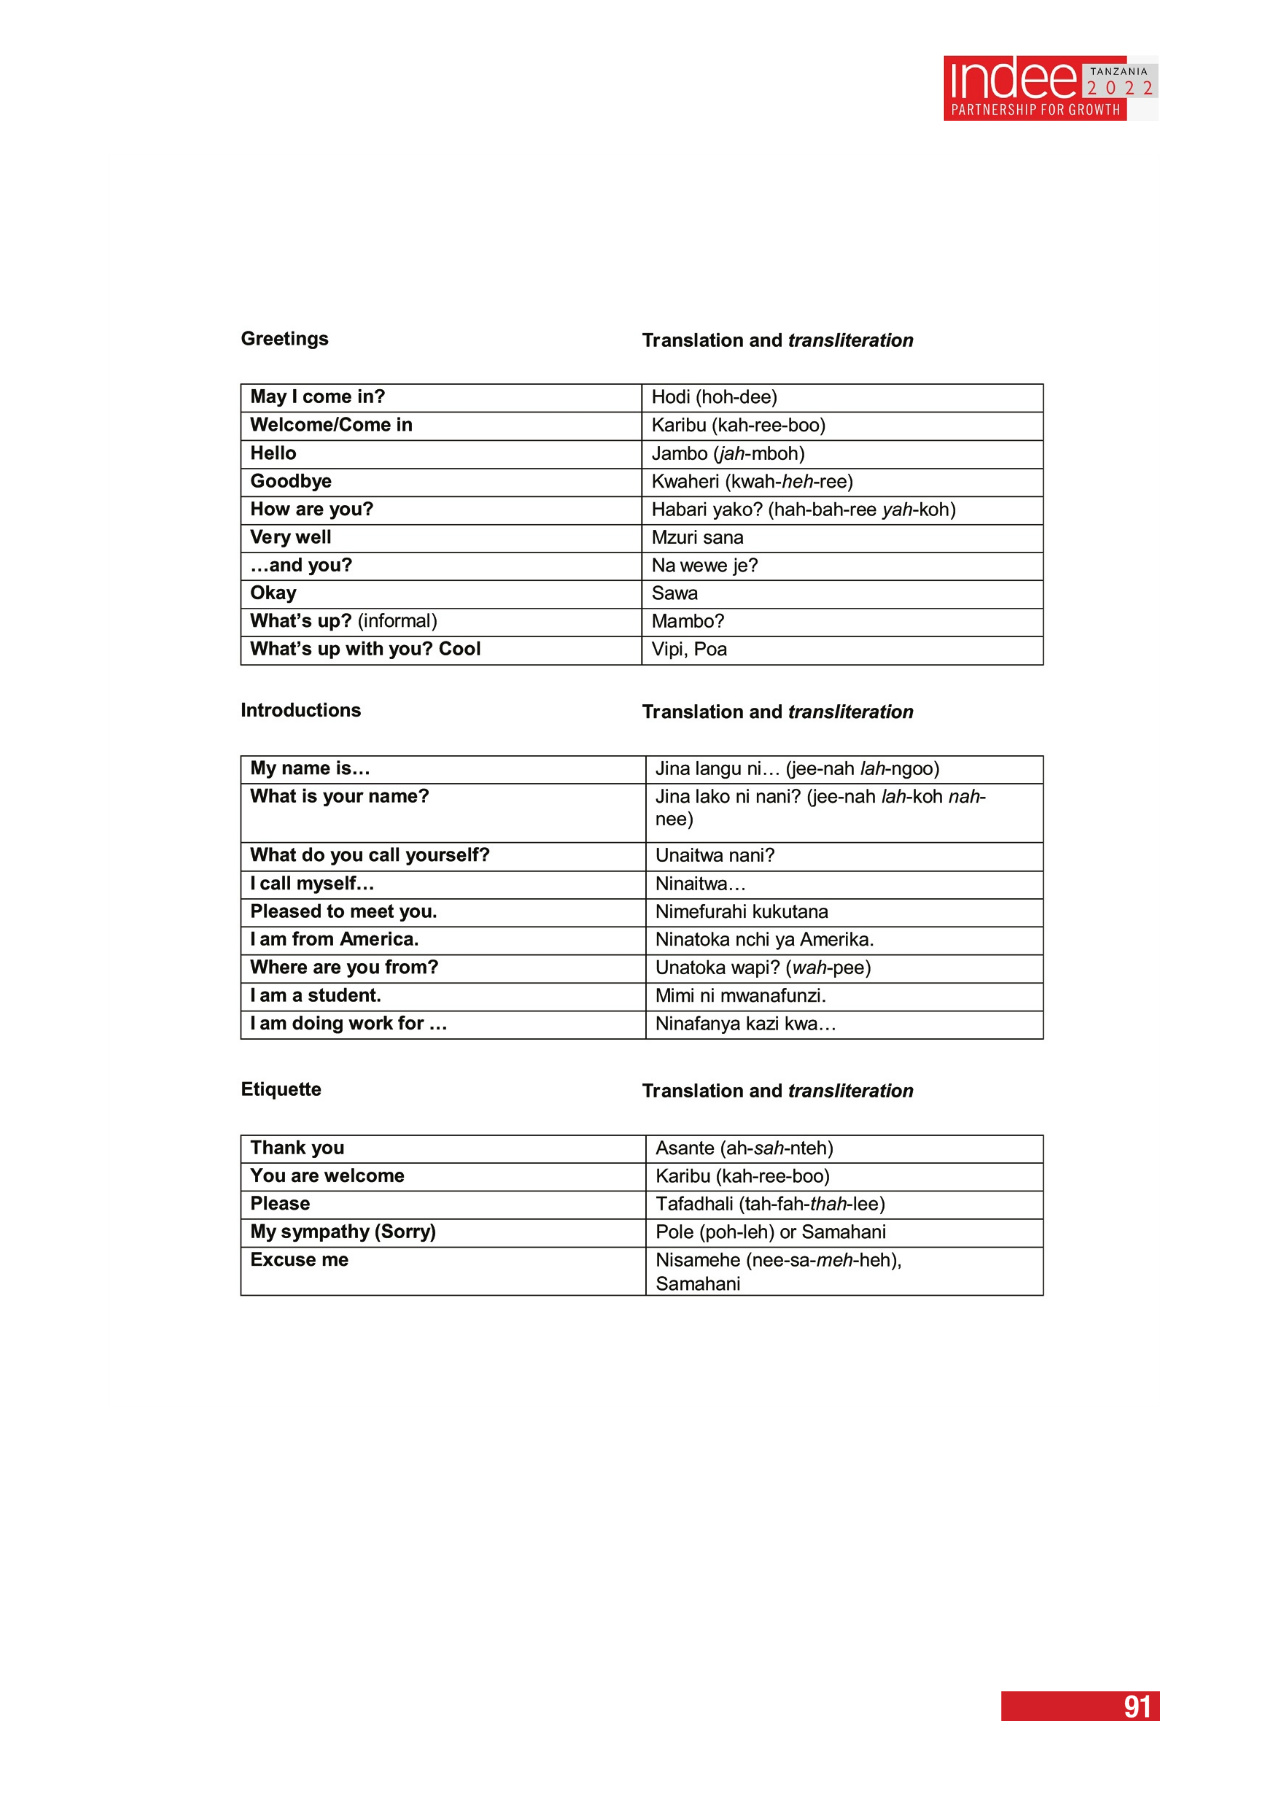 indee
TANZANIA
2022
PARTNERSHIP FOR GROWTH
Greetings Translation and transliteration
May I come in? Hodi (hoh-dee)
Welcome/Come in Karibu (kah-ree-boo)
Hello Jambo (jah-mboh)
Goodbye Kwaheri (kwah-heh-ree)
How are you? Habari yako? (hah-bah-ree yah-koh)
Very well Mzuri sana
…and you? Na wewe je?
Okay Sawa
What’s up? (informal) Mambo?
What’s up with you? Cool Vipi, Poa
Introductions Translation and transliteration
My name is… Jina langu ni… (jee-nah lah-ngoo)
What is your name? Jina lako ni nani? (jee-nah lah-koh nah-
nee)
What do you call yourself? Unaitwa nani?
I call myself… Ninaitwa…
Pleased to meet you. Nimefurahi kukutana
I am from America. Ninatoka nchi ya Amerika.
Where are you from? Unatoka wapi? (wah-pee)
I am a student. Mimi ni mwanafunzi.
I am doing work for … Ninafanya kazi kwa…
Etiquette Translation and transliteration
Thank you Asante (ah-sah-nteh)
You are welcome Karibu (kah-ree-boo)
Please Tafadhali (tah-fah-thah-lee)
My sympathy (Sorry) Pole (poh-leh) or Samahani
Excuse me Nisamehe (nee-sa-meh-heh),
Samahani
91